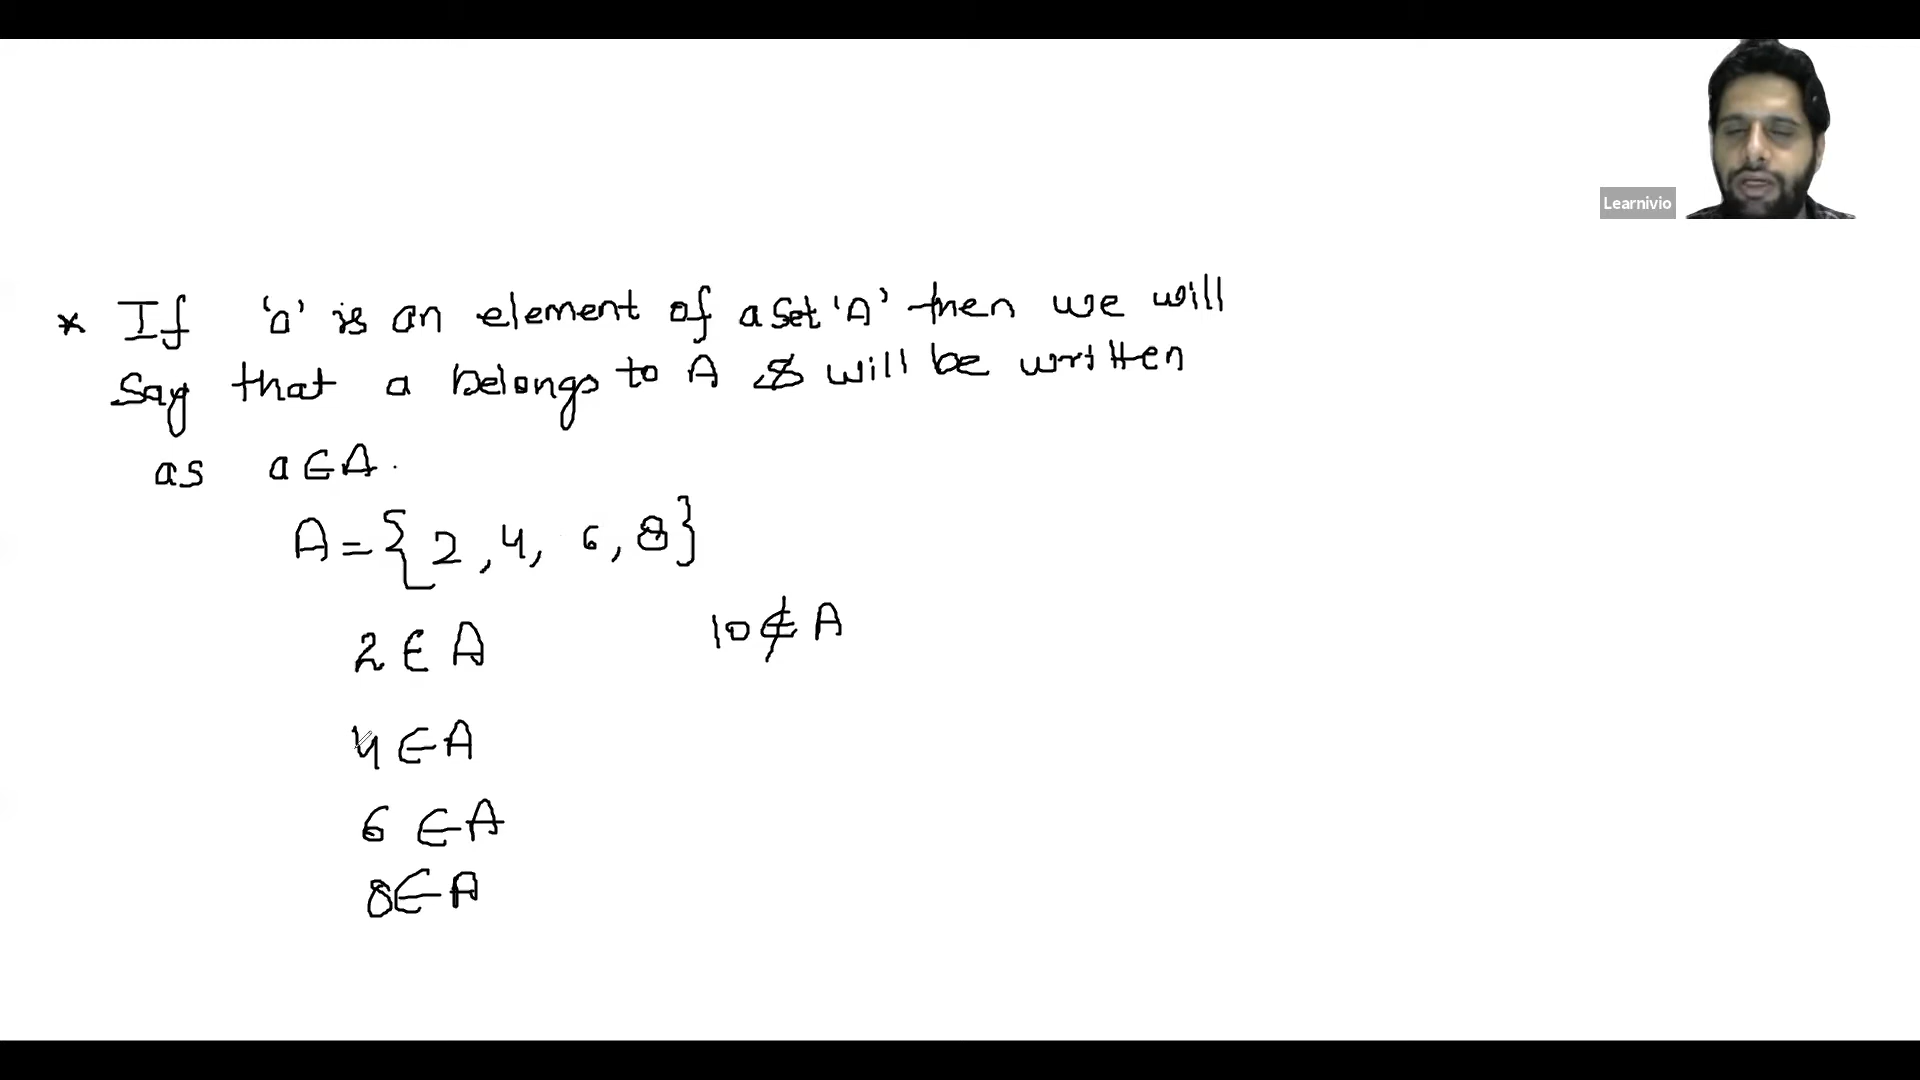 Learnivio
* If 'a' is an element of a Set 'A' then we will
Say that a belongs to A & will be written
as a∈A.
A={2,4, 6,8}
2 ∈ A 10∉A
4∈A
6 ∈A
8∈A